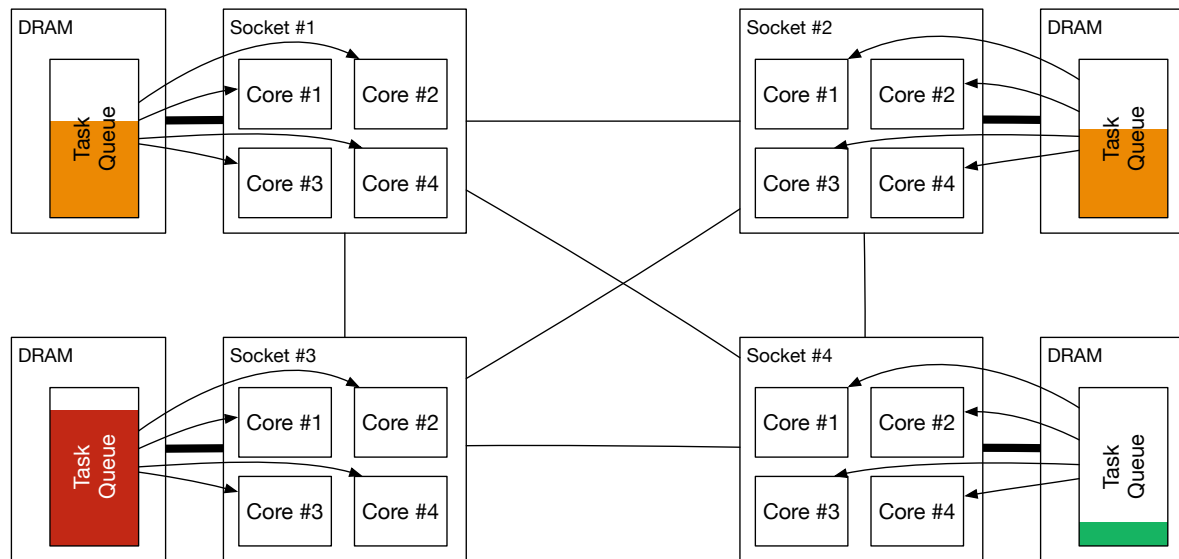 DRAM
Task
Queue
Socket #1
Core #1
Core #2
Core #3
Core #4
Socket #2
Core #1
Core #2
Core #3
Core #4
DRAM
Task
Queue
DRAM
Task
Queue
Socket #3
Core #1
Core #2
Core #3
Core #4
Socket #4
Core #1
Core #2
Core #3
Core #4
DRAM
Task
Queue